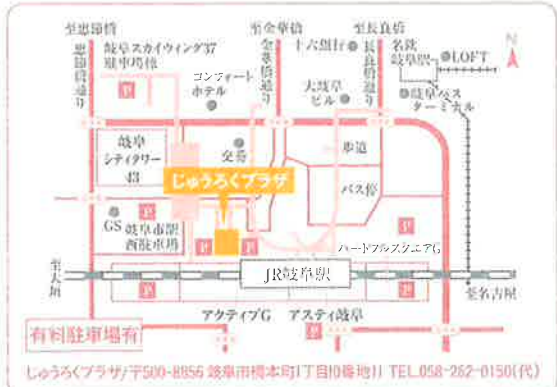 至忠節橋
至金華橋
至長良橋
忠節橋通り
岐阜スカイウイング37
駐車場棟
P
コンフォート
ホテル
金華橋通り
十六銀行
大岐阜
ビル
長良橋通り
名鉄
岐阜駅
LOFT
岐阜バス
ターミナル
N
岐阜
シティタワー
43
交番
歩道
バス停
じゅうろくプラザ
GS
岐阜市駅
西駐車場
P
P
P
P
ハートフルスクエアG
至大垣
P
JR岐阜駅
P
至名古屋
アクティブG
アスティ岐阜
P
P
有料駐車場有
じゅうろくプラザ/〒500-8856 岐阜市橋本町1丁目10番地11 TEL.058-262-0150(代)